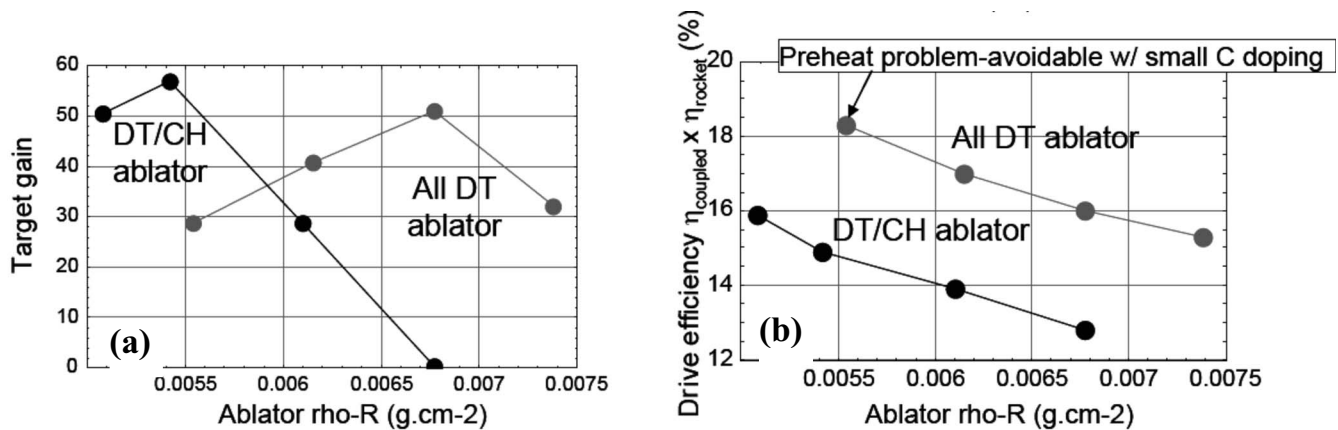 60
50
40
30
20
10
0
Target gain
DT/CH
ablator
All DT
ablator
(a)
0.0055
0.006
0.0065
0.007
0.0075
Ablator rho-R (g.cm-2)
Drive efficiency ηcoupled x ηrocket (%)
20
18
16
14
12
Preheat problem-avoidable w/ small C doping
All DT ablator
DT/CH ablator
(b)
0.0055
0.006
0.0065
0.007
0.0075
Ablator rho-R (g.cm-2)